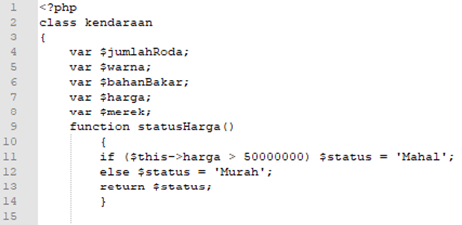 1 <?php
2 class kendaraan
3 {
4 var $jumlahRoda;
5 var $warna;
6 var $bahanBakar;
7 var $harga;
8 var $merek;
9 function statusHarga()
10 {
11 if ($this->harga > 50000000) $status = 'Mahal';
12 else $status = 'Murah';
13 return $status;
14 }
15